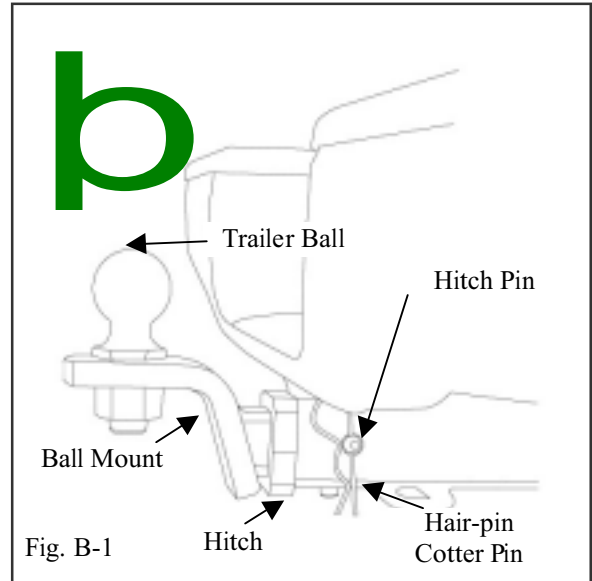 þ
Trailer Ball
Hitch Pin
Ball Mount
Hitch
Hair-pin
Cotter Pin
Fig. B-1